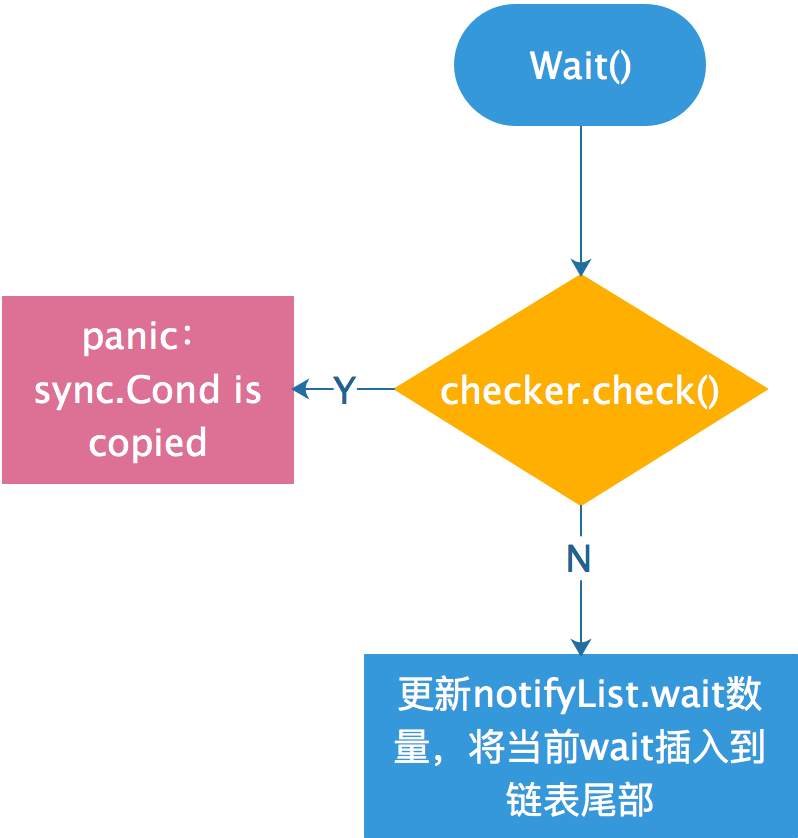 Wait()
panic：
sync.Cond is
copied
Y
checker.check()
N
更新notifyList.wait数
量，将当前wait插入到
链表尾部